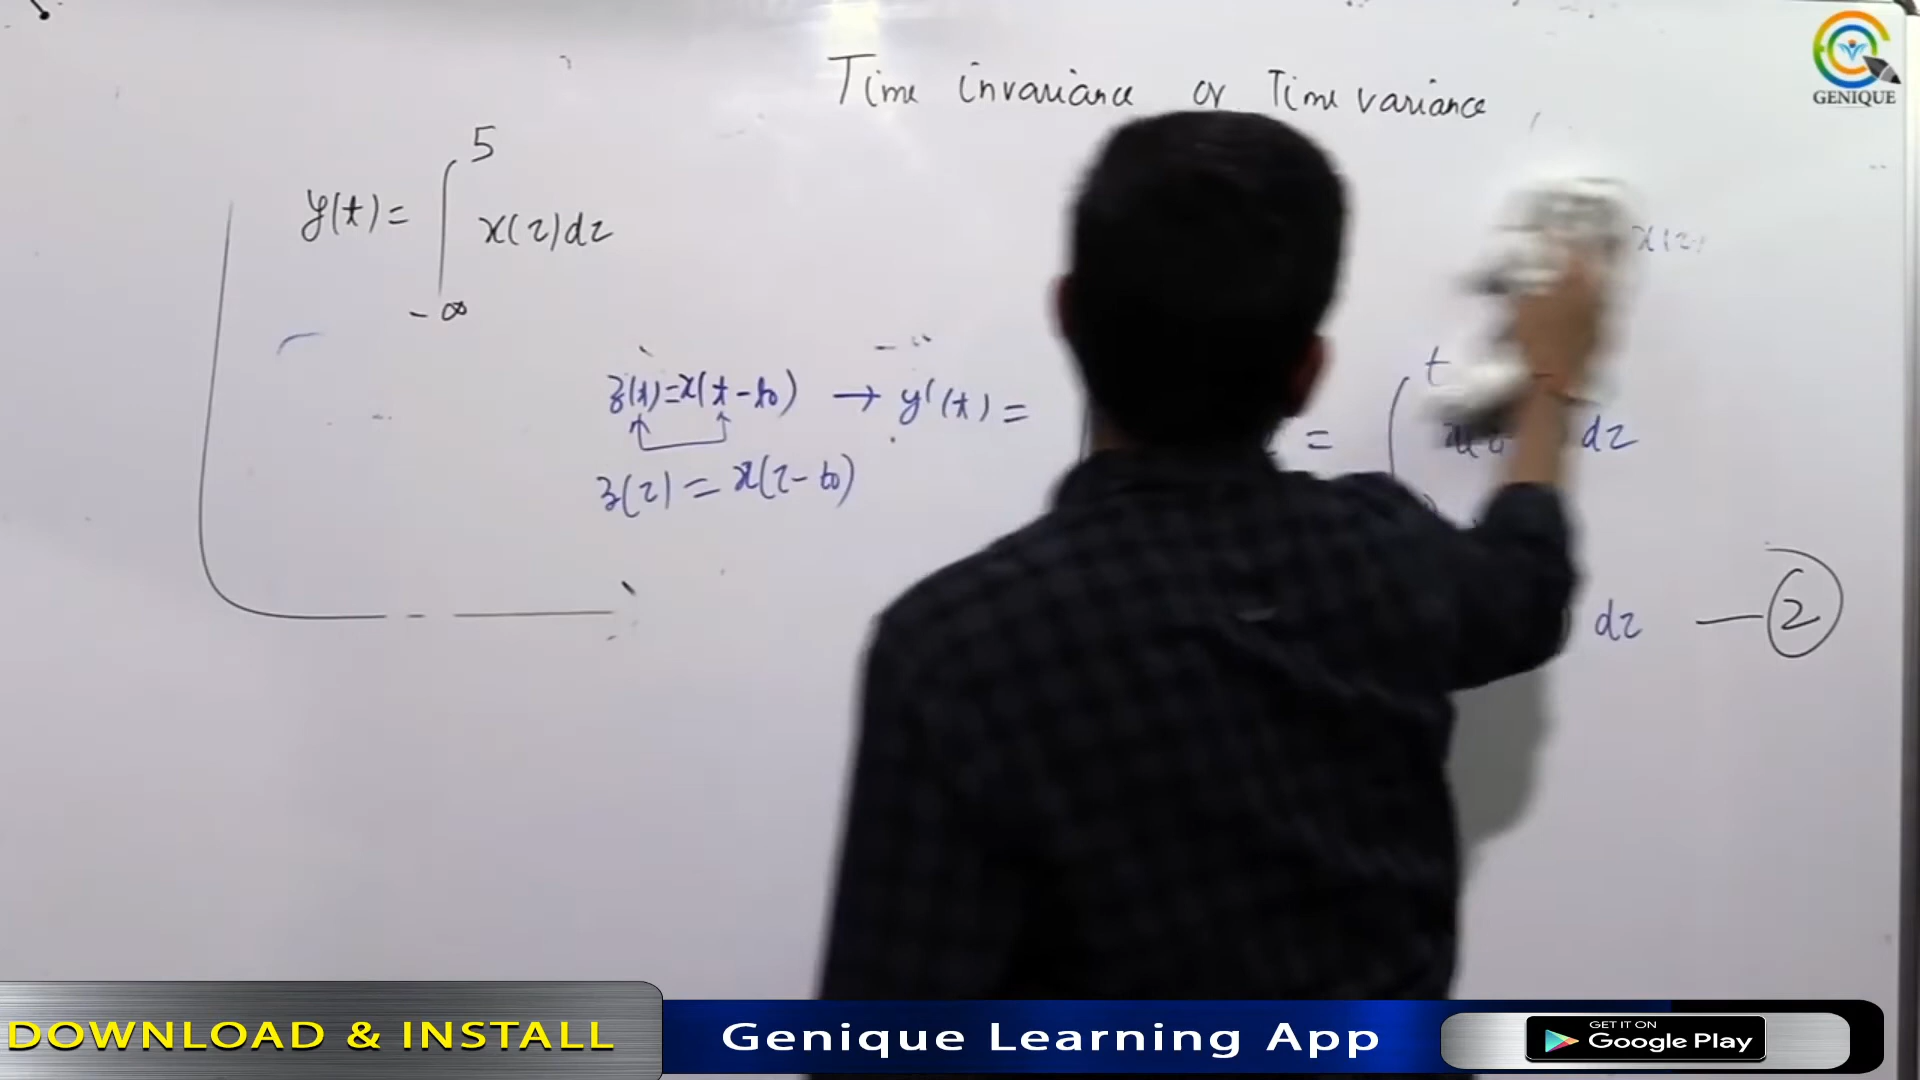 GENIQUE
Time invariance or Time variance
y(t) = ∫ 5 -∞ x(τ)dτ
x(τ)
z(t)=x(t-t0) → y'(t) =
= ∫ t dτ
z(τ) = x(τ-t0)
dτ — 2
DOWNLOAD & INSTALL
Genique Learning App
GET IT ON
Google Play